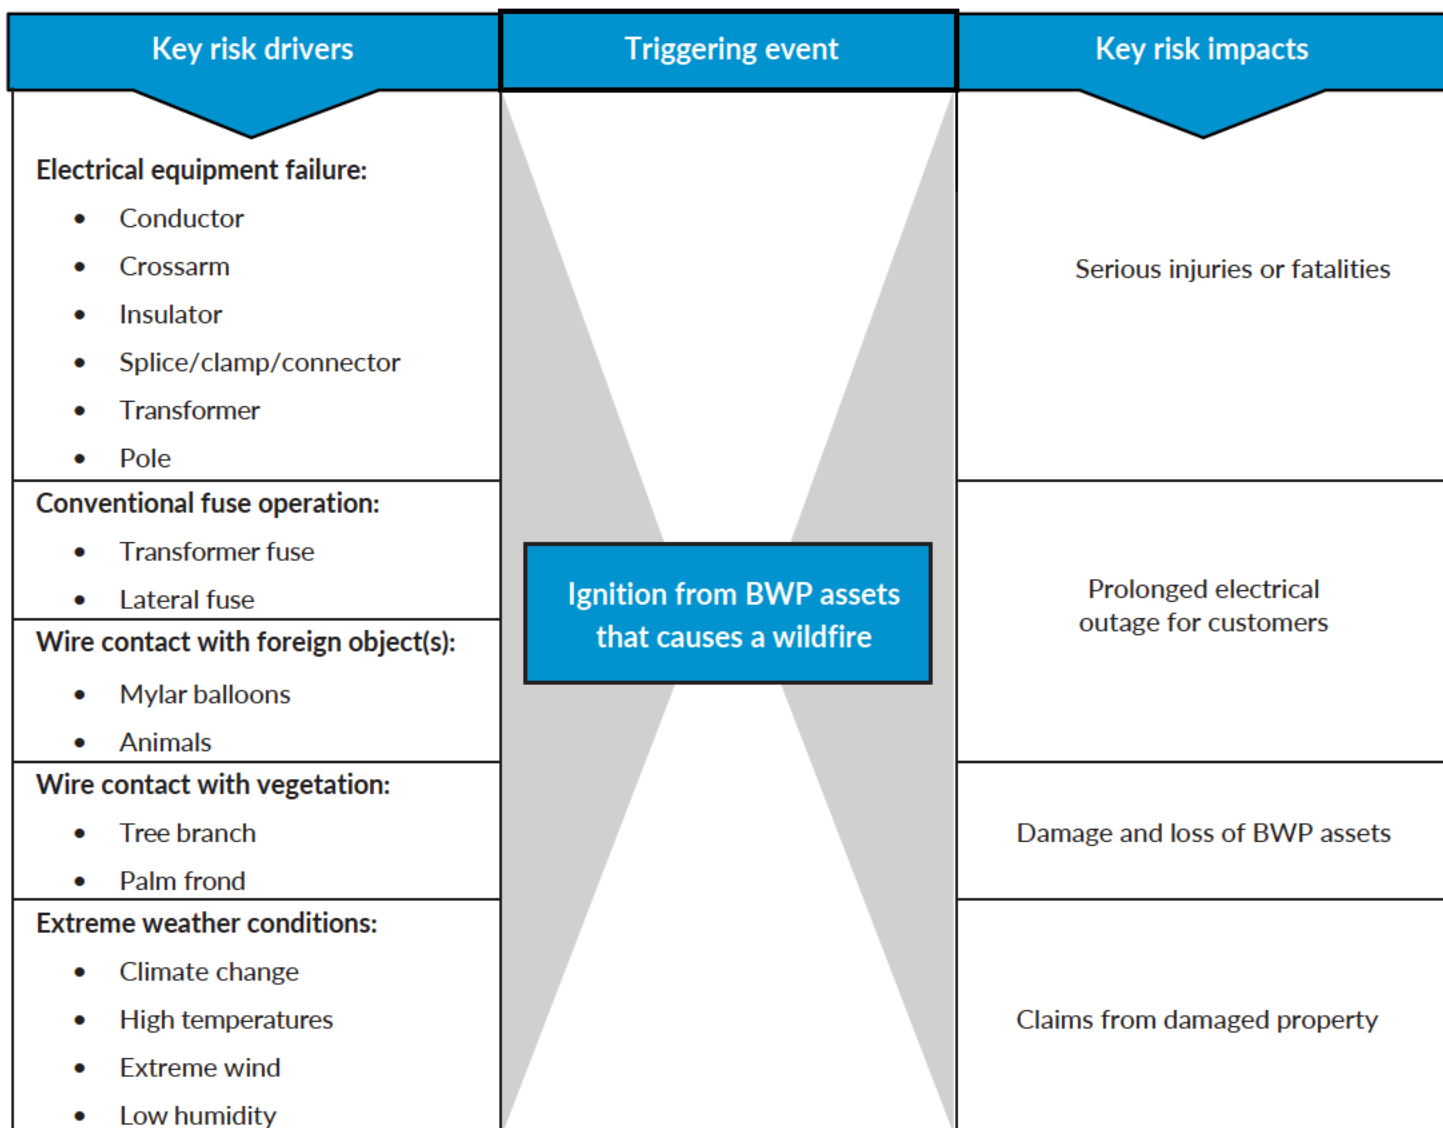 Key risk drivers
Triggering event
Key risk impacts
Electrical equipment failure:
• Conductor
• Crossarm
• Insulator
• Splice/clamp/connector
• Transformer
• Pole
Conventional fuse operation:
• Transformer fuse
• Lateral fuse
Wire contact with foreign object(s):
• Mylar balloons
• Animals
Wire contact with vegetation:
• Tree branch
• Palm frond
Extreme weather conditions:
• Climate change
• High temperatures
• Extreme wind
• Low humidity
Ignition from BWP assets
that causes a wildfire
Serious injuries or fatalities
Prolonged electrical
outage for customers
Damage and loss of BWP assets
Claims from damaged property